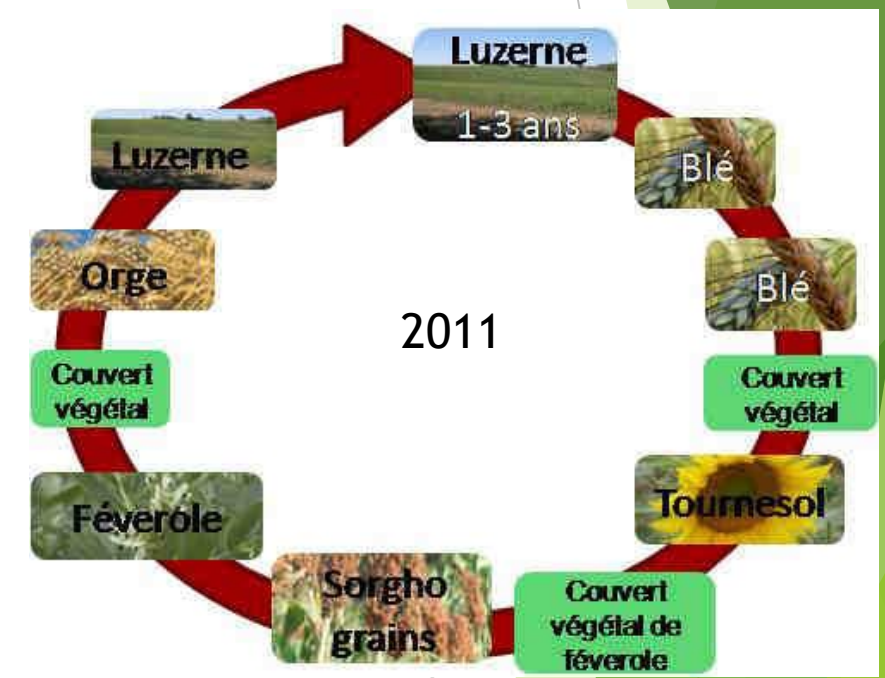 Luzerne
1-3 ans
Blé
Blé
Couvert
végétal
Tournesol
Couvert
végétal de
féverole
Sorgho
grains
Féverole
Couvert
végétal
Orge
Luzerne
2011